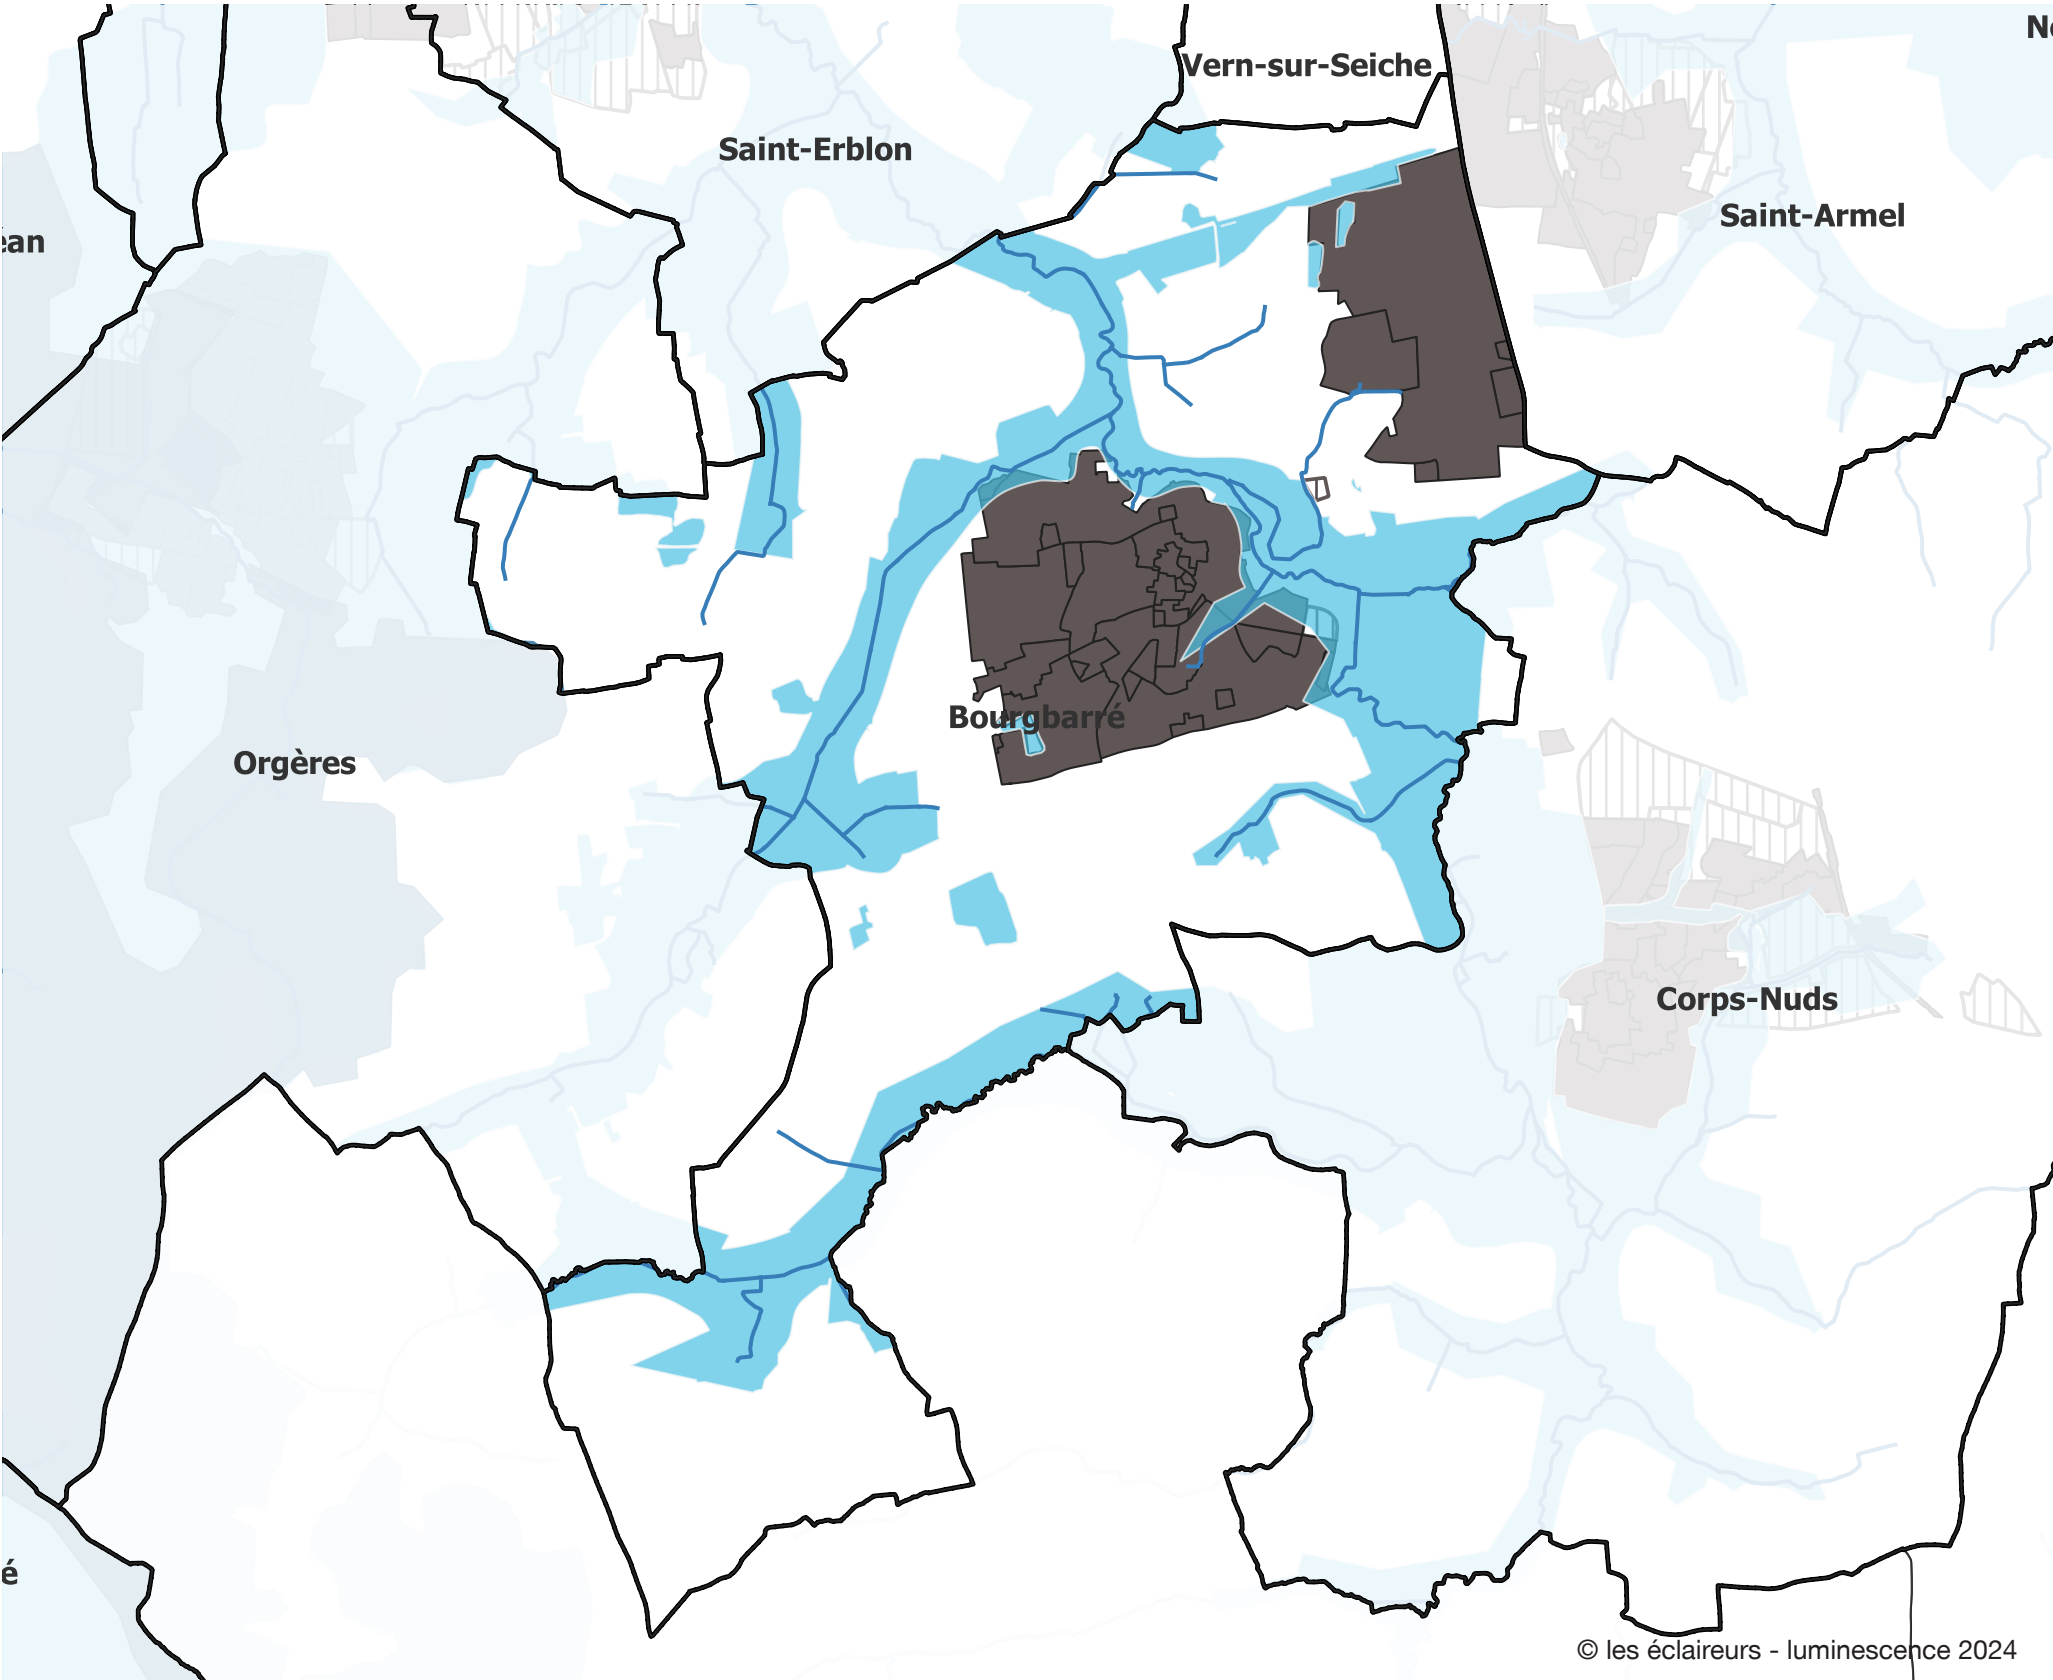 Vern-sur-Seiche
Saint-Erblon
Saint-Armel
Bourgbarré
Orgères
Corps-Nuds
© les éclaireurs - luminescence 2024